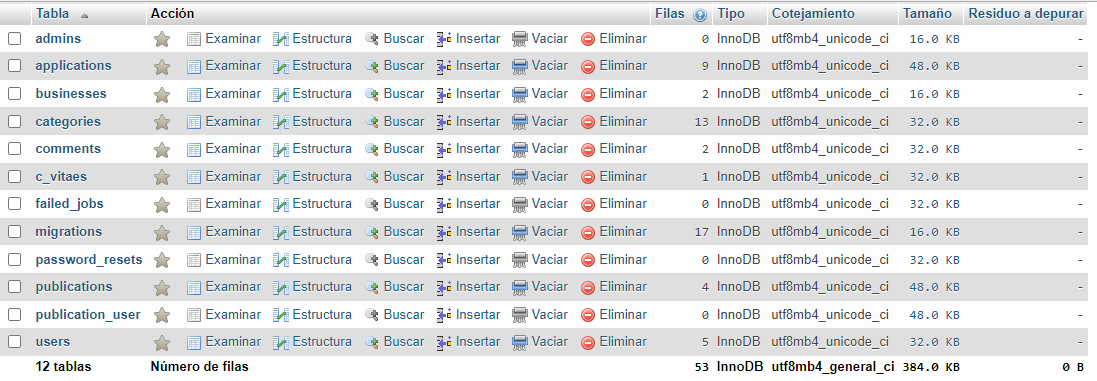 Tabla Acción Filas Tipo Cotejamiento Tamaño Residuo a depurar
admins Examinar Estructura Buscar Insertar Vaciar Eliminar 0 InnoDB utf8mb4_unicode_ci 16.0 KB -
applications Examinar Estructura Buscar Insertar Vaciar Eliminar 9 InnoDB utf8mb4_unicode_ci 48.0 KB -
businesses Examinar Estructura Buscar Insertar Vaciar Eliminar 2 InnoDB utf8mb4_unicode_ci 16.0 KB -
categories Examinar Estructura Buscar Insertar Vaciar Eliminar 13 InnoDB utf8mb4_unicode_ci 32.0 KB -
comments Examinar Estructura Buscar Insertar Vaciar Eliminar 2 InnoDB utf8mb4_unicode_ci 32.0 KB -
c_vitaes Examinar Estructura Buscar Insertar Vaciar Eliminar 1 InnoDB utf8mb4_unicode_ci 32.0 KB -
failed_jobs Examinar Estructura Buscar Insertar Vaciar Eliminar 0 InnoDB utf8mb4_unicode_ci 32.0 KB -
migrations Examinar Estructura Buscar Insertar Vaciar Eliminar 17 InnoDB utf8mb4_unicode_ci 16.0 KB -
password_resets Examinar Estructura Buscar Insertar Vaciar Eliminar 0 InnoDB utf8mb4_unicode_ci 32.0 KB -
publications Examinar Estructura Buscar Insertar Vaciar Eliminar 4 InnoDB utf8mb4_unicode_ci 48.0 KB -
publication_user Examinar Estructura Buscar Insertar Vaciar Eliminar 0 InnoDB utf8mb4_unicode_ci 48.0 KB -
users Examinar Estructura Buscar Insertar Vaciar Eliminar 5 InnoDB utf8mb4_unicode_ci 32.0 KB -
12 tablas Número de filas 53 InnoDB utf8mb4_general_ci 384.0 KB 0 B